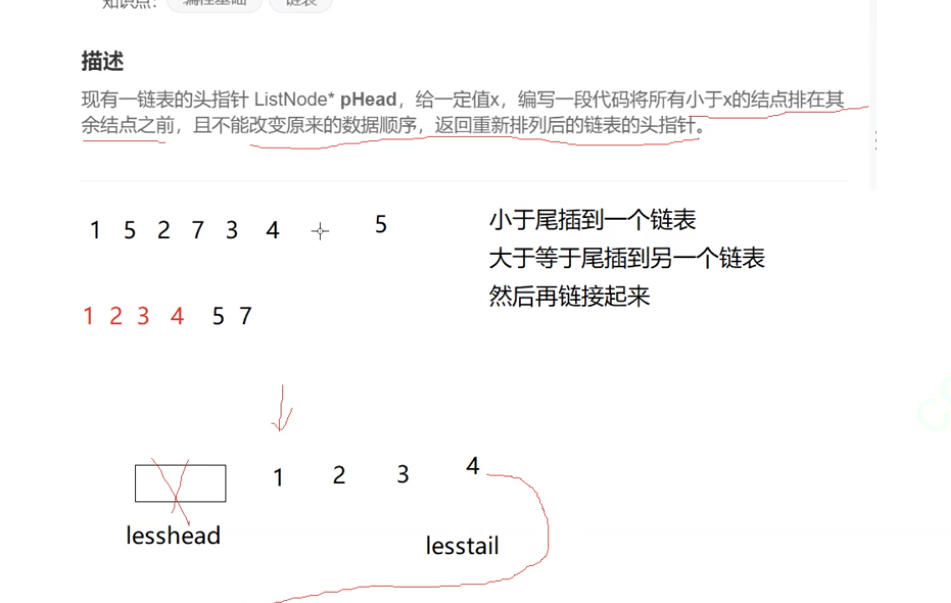 知识点： 编程基础 链表
描述
现有一链表的头指针 ListNode* pHead，给一定值x，编写一段代码将所有小于x的结点排在其
余结点之前，且不能改变原来的数据顺序，返回重新排列后的链表的头指针。
1 5 2 7 3 4 5
小于尾插到一个链表
大于等于尾插到另一个链表
然后再链接起来
1 2 3 4 5 7
1 2 3 4
lesshead
lesstail